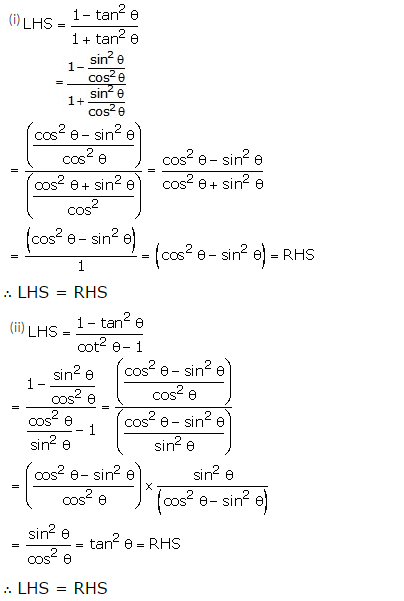 (i) LHS = (1 − tan² θ)/(1 + tan² θ)
= (1 − sin² θ/cos² θ)/(1 + sin² θ/cos² θ)
= ((cos² θ − sin² θ)/cos² θ)/((cos² θ + sin² θ)/cos²) = (cos² θ − sin² θ)/(cos² θ + sin² θ)
= (cos² θ − sin² θ)/1 = (cos² θ − sin² θ) = RHS
∴ LHS = RHS
(ii) LHS = (1 − tan² θ)/(cot² θ − 1)
= (1 − sin² θ/cos² θ)/(cos² θ/sin² θ − 1) = ((cos² θ − sin² θ)/cos² θ)/((cos² θ − sin² θ)/sin² θ)
= ((cos² θ − sin² θ)/cos² θ) × sin² θ/(cos² θ − sin² θ)
= sin² θ/cos² θ = tan² θ = RHS
∴ LHS = RHS